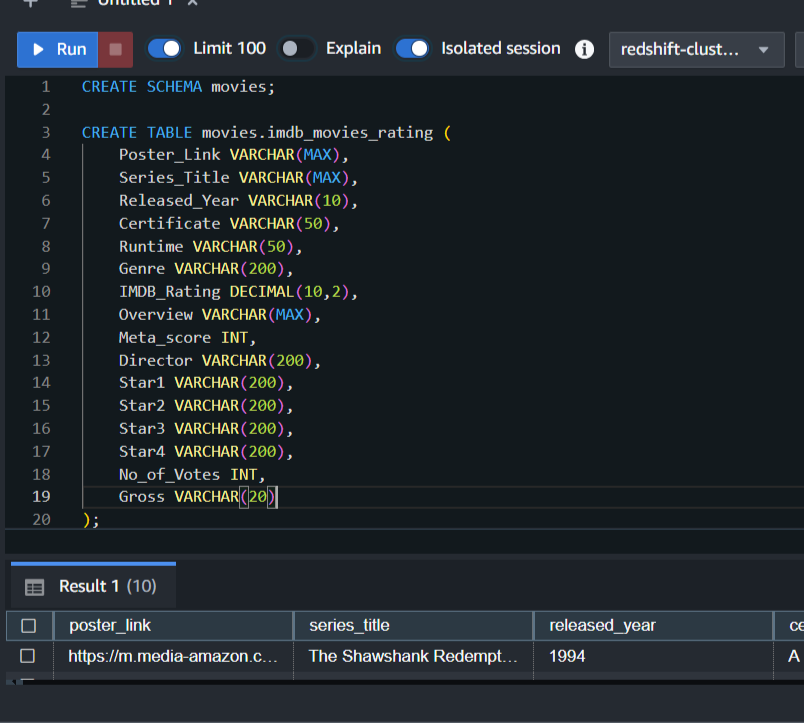 Untitled 1
Run Limit 100 Explain Isolated session redshift-clust...
1 CREATE SCHEMA movies;
2
3 CREATE TABLE movies.imdb_movies_rating (
4 Poster_Link VARCHAR(MAX),
5 Series_Title VARCHAR(MAX),
6 Released_Year VARCHAR(10),
7 Certificate VARCHAR(50),
8 Runtime VARCHAR(50),
9 Genre VARCHAR(200),
10 IMDB_Rating DECIMAL(10,2),
11 Overview VARCHAR(MAX),
12 Meta_score INT,
13 Director VARCHAR(200),
14 Star1 VARCHAR(200),
15 Star2 VARCHAR(200),
16 Star3 VARCHAR(200),
17 Star4 VARCHAR(200),
18 No_of_Votes INT,
19 Gross VARCHAR(20)
20 );
Result 1 (10)
poster_link series_title released_year ce
https://m.media-amazon.c... The Shawshank Redempt... 1994 A